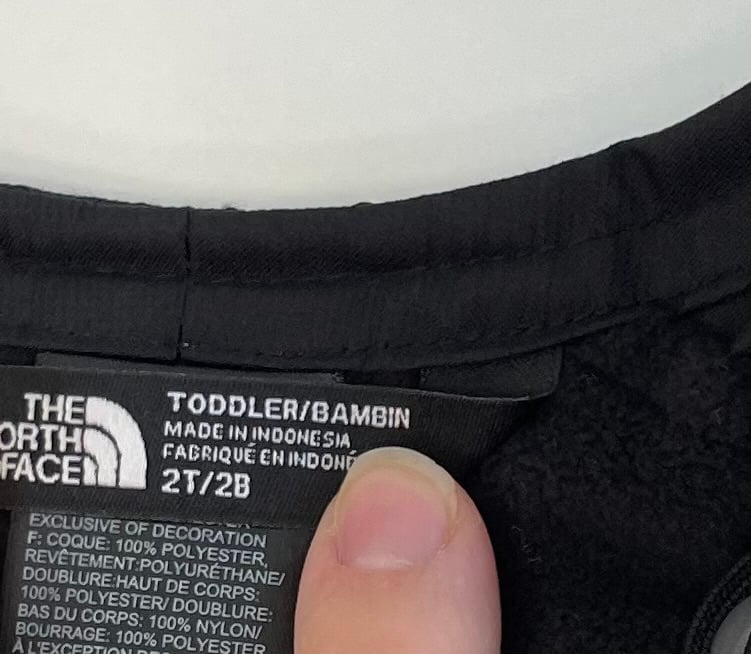 THE
ORTH
FACE
TODDLER/BAMBIN
MADE IN INDONESIA
FABRIQUÉ EN INDONÉ
2T/2B
EXCLUSIVE OF DECORATION
F: COQUE: 100% POLYESTER,
REVÊTEMENT:POLYURÉTHANE/
DOUBLURE:HAUT DE CORPS:
100% POLYESTER/ DOUBLURE:
BAS DU CORPS: 100% NYLON/
BOURRAGE: 100% POLYESTER
À L'EXCEPTION DES